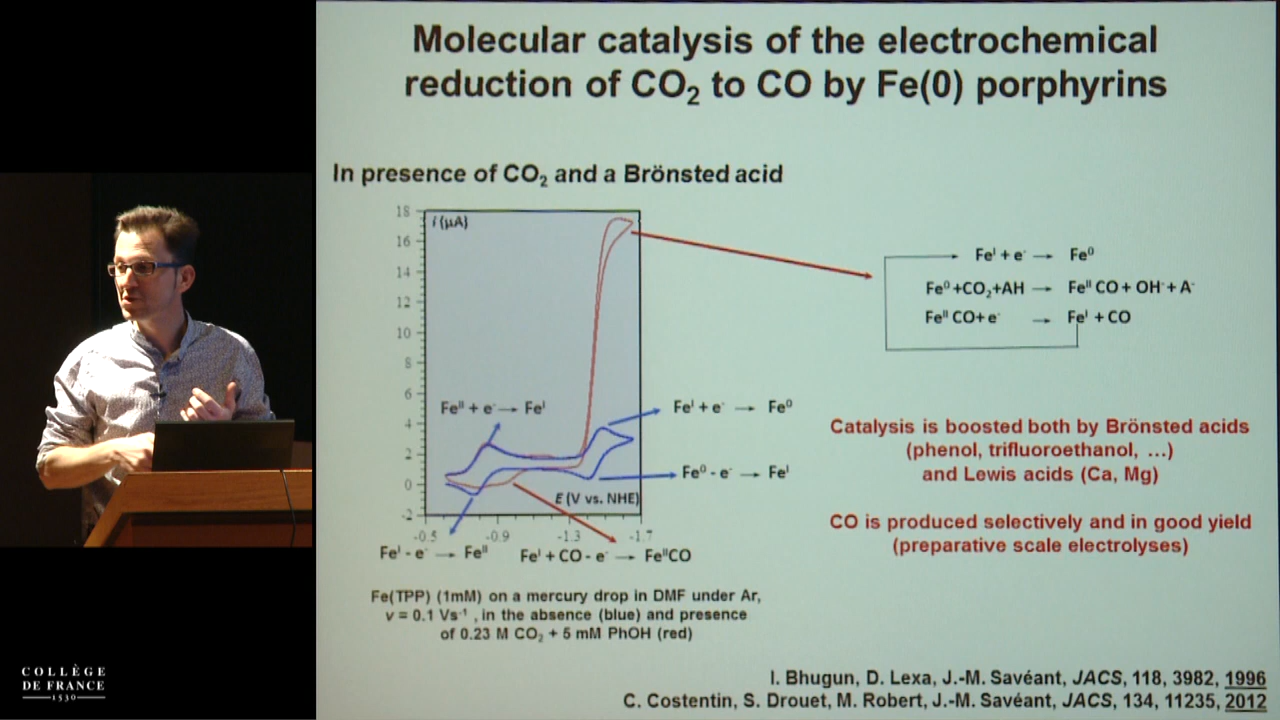 Molecular catalysis of the electrochemical
reduction of CO₂ to CO by Fe(0) porphyrins
In presence of CO₂ and a Brönsted acid
18
16
14
12
10
8
6
4
2
0
-2
i (µA)
Feᴵᴵ + e⁻ → Feᴵ
E (V vs. NHE)
-0.5 -0.9 -1.3 -1.7
Feᴵ + e⁻ → Fe⁰
Fe⁰ - e⁻ → Feᴵ
Feᴵ - e⁻ → Feᴵᴵ
Feᴵ + CO - e⁻ → FeᴵᴵCO
Feᴵ + e⁻ → Fe⁰
Fe⁰ +CO₂+AH → Feᴵᴵ CO + OH⁻ + A⁻
Feᴵᴵ CO+ e⁻ → Feᴵ + CO
Catalysis is boosted both by Brönsted acids
(phenol, trifluoroethanol, …)
and Lewis acids (Ca, Mg)
CO is produced selectively and in good yield
(preparative scale electrolyses)
Fe(TPP) (1mM) on a mercury drop in DMF under Ar,
v = 0.1 Vs⁻¹ , in the absence (blue) and presence
of 0.23 M CO₂ + 5 mM PhOH (red)
I. Bhugun, D. Lexa, J.-M. Savéant, JACS, 118, 3982, 1996
C. Costentin, S. Drouet, M. Robert, J.-M. Savéant, JACS, 134, 11235, 2012
COLLÈGE
DE FRANCE
1530